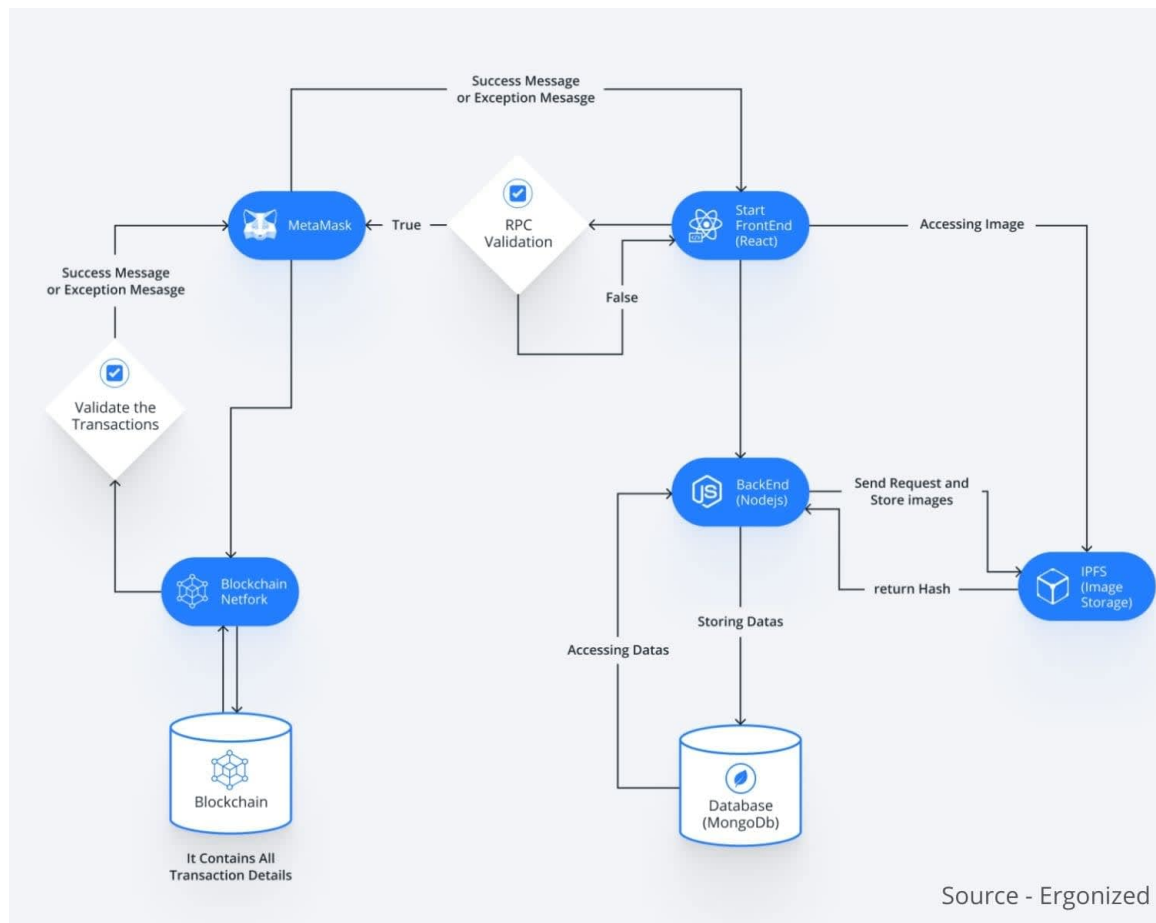 Success Message
or Exception Mesasge
MetaMask
True
RPC
Validation
Start
FrontEnd
(React)
Accessing Image
False
Success Message
or Exception Mesasge
Validate the
Transactions
BackEnd
(Nodejs)
JS
Send Request and
Store images
return Hash
IPFS
(Image
Storage)
Blockchain
Netfork
Storing Datas
Accessing Datas
Blockchain
Database
(MongoDb)
It Contains All
Transaction Details
Source - Ergonized